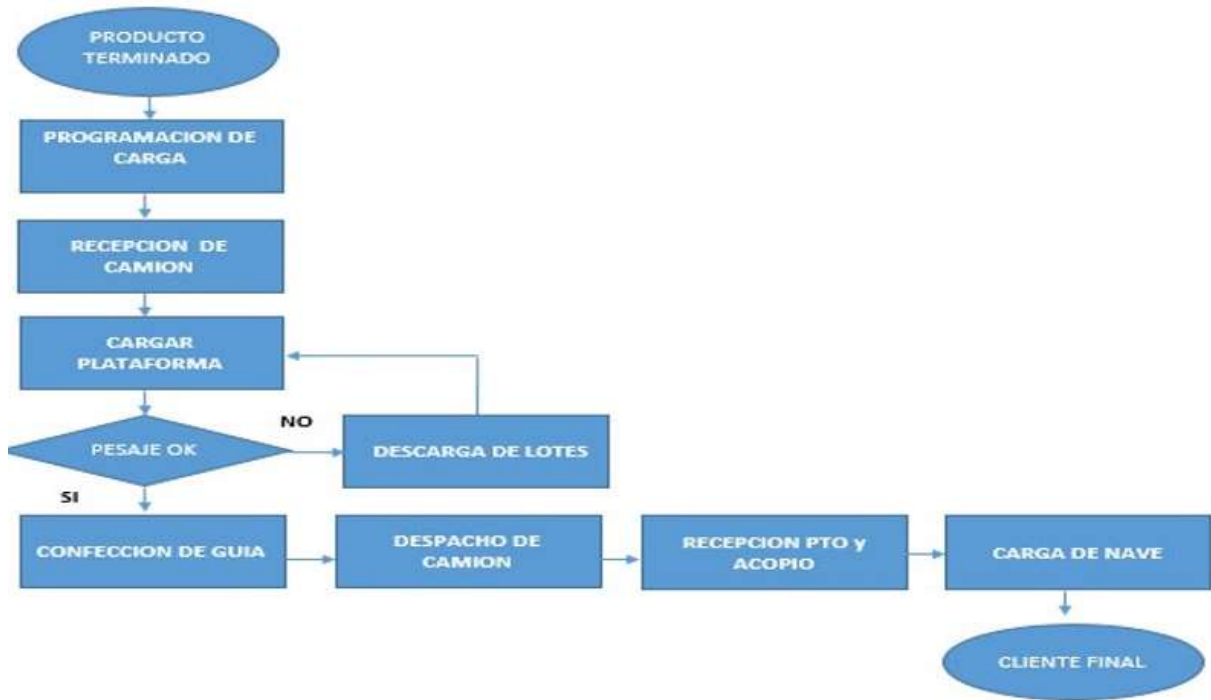 PRODUCTO
TERMINADO
PROGRAMACION DE
CARGA
RECEPCION DE
CAMION
CARGAR
PLATAFORMA
PESAJE OK
NO
DESCARGA DE LOTES
SI
CONFECCION DE GUIA
DESPACHO DE
CAMION
RECEPCION PTO y
ACOPIO
CARGA DE NAVE
CLIENTE FINAL